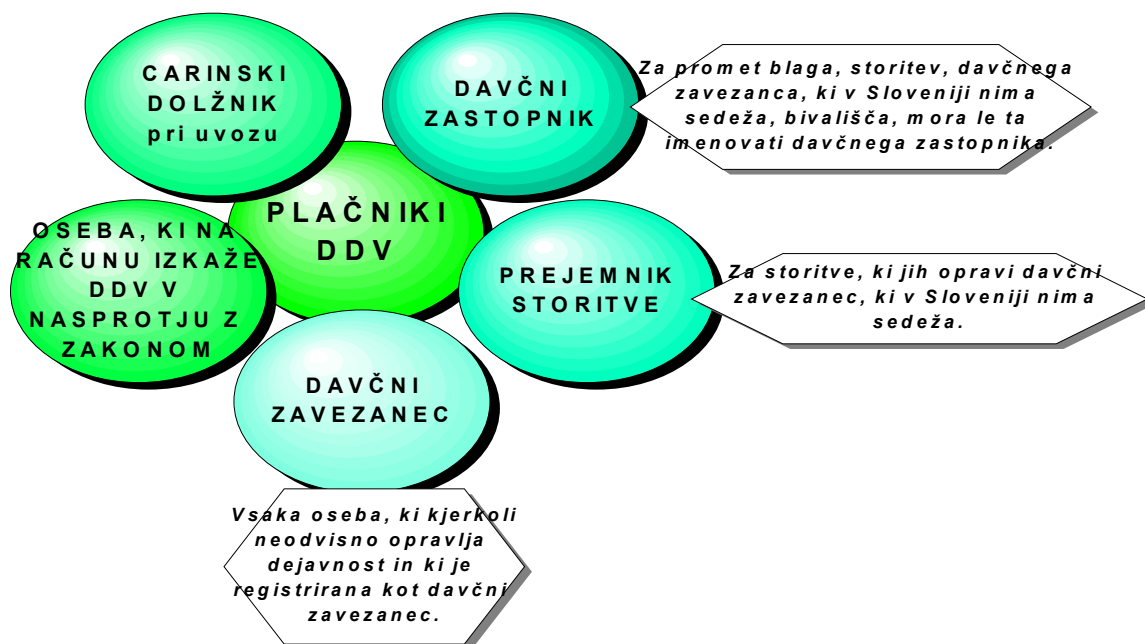 CARINSKI
DOLŽNIK
pri uvozu
DAVČNI
ZASTOPNIK
Za promet blaga, storitev, davčnega
zavezanca, ki v Sloveniji nima
sedeža, bivališča, mora le ta
imenovati davčnega zastopnika.
PLAČNIKI
DDV
OSEBA, KI NA
RAČUNU IZKAŽE
DDV V
NASPROTJU Z
ZAKONOM
PREJEMNIK
STORITVE
Za storitve, ki jih opravi davčni
zavezanec, ki v Sloveniji nima
sedeža.
DAVČNI
ZAVEZANEC
Vsaka oseba, ki kjerkoli
neodvisno opravlja
dejavnost in ki je
registrirana kot davčni
zavezanec.